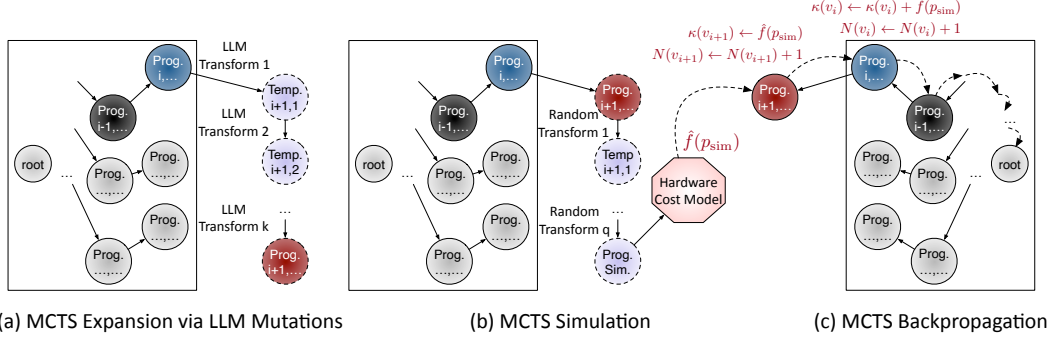 LLM
Transform 1
LLM
Transform 2
LLM
Transform k
Prog.
i,...
Prog.
i-1,...
root
...
Prog.
...,...
Prog.
...,...
Prog.
...,...
Prog.
...,...
Temp.
i+1,1
Temp.
i+1,2
...
Prog.
i+1,...
(a) MCTS Expansion via LLM Mutations
Prog.
i,...
Prog.
i-1,...
root
...
Prog.
...,...
Prog.
...,...
Prog.
...,...
Prog.
...,...
Prog.
i+1,...
Random
Transform 1
Temp
i+1,1
Random
Transform q
...
Prog.
Sim.
Hardware
Cost Model
f̂(p_sim)
(b) MCTS Simulation
κ(v_{i+1}) ← f̂(p_sim)
N(v_{i+1}) ← N(v_{i+1}) + 1
κ(v_i) ← κ(v_i) + f(p_sim)
N(v_i) ← N(v_i) + 1
Prog.
i+1,...
Prog.
i,...
Prog.
i-1,...
...
root
...
Prog.
...,...
Prog.
...,...
Prog.
...,...
Prog.
...,...
(c) MCTS Backpropagation